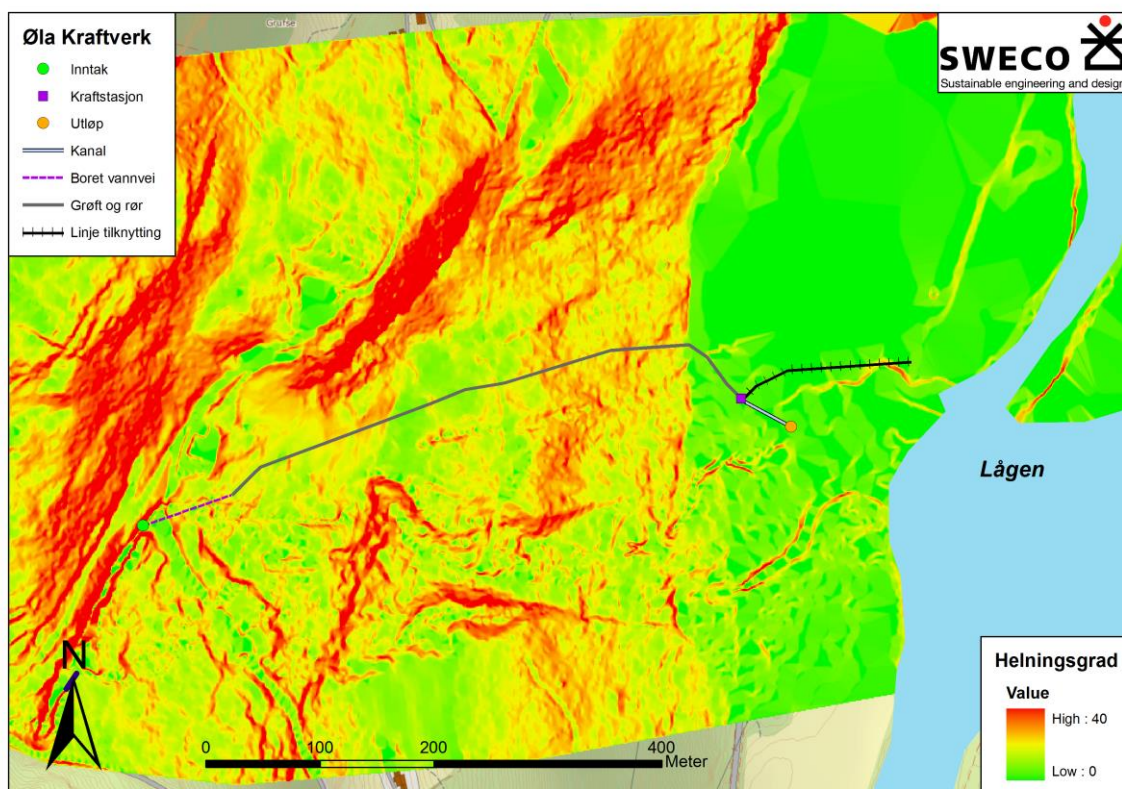 Øla Kraftverk
Inntak
Kraftstasjon
Utløp
Kanal
Boret vannvei
Grøft og rør
Linje tilknytting
SWECO
Sustainable engineering and design
Lågen
N
0 100 200 400
Meter
Helningsgrad
Value
High : 40
Low : 0